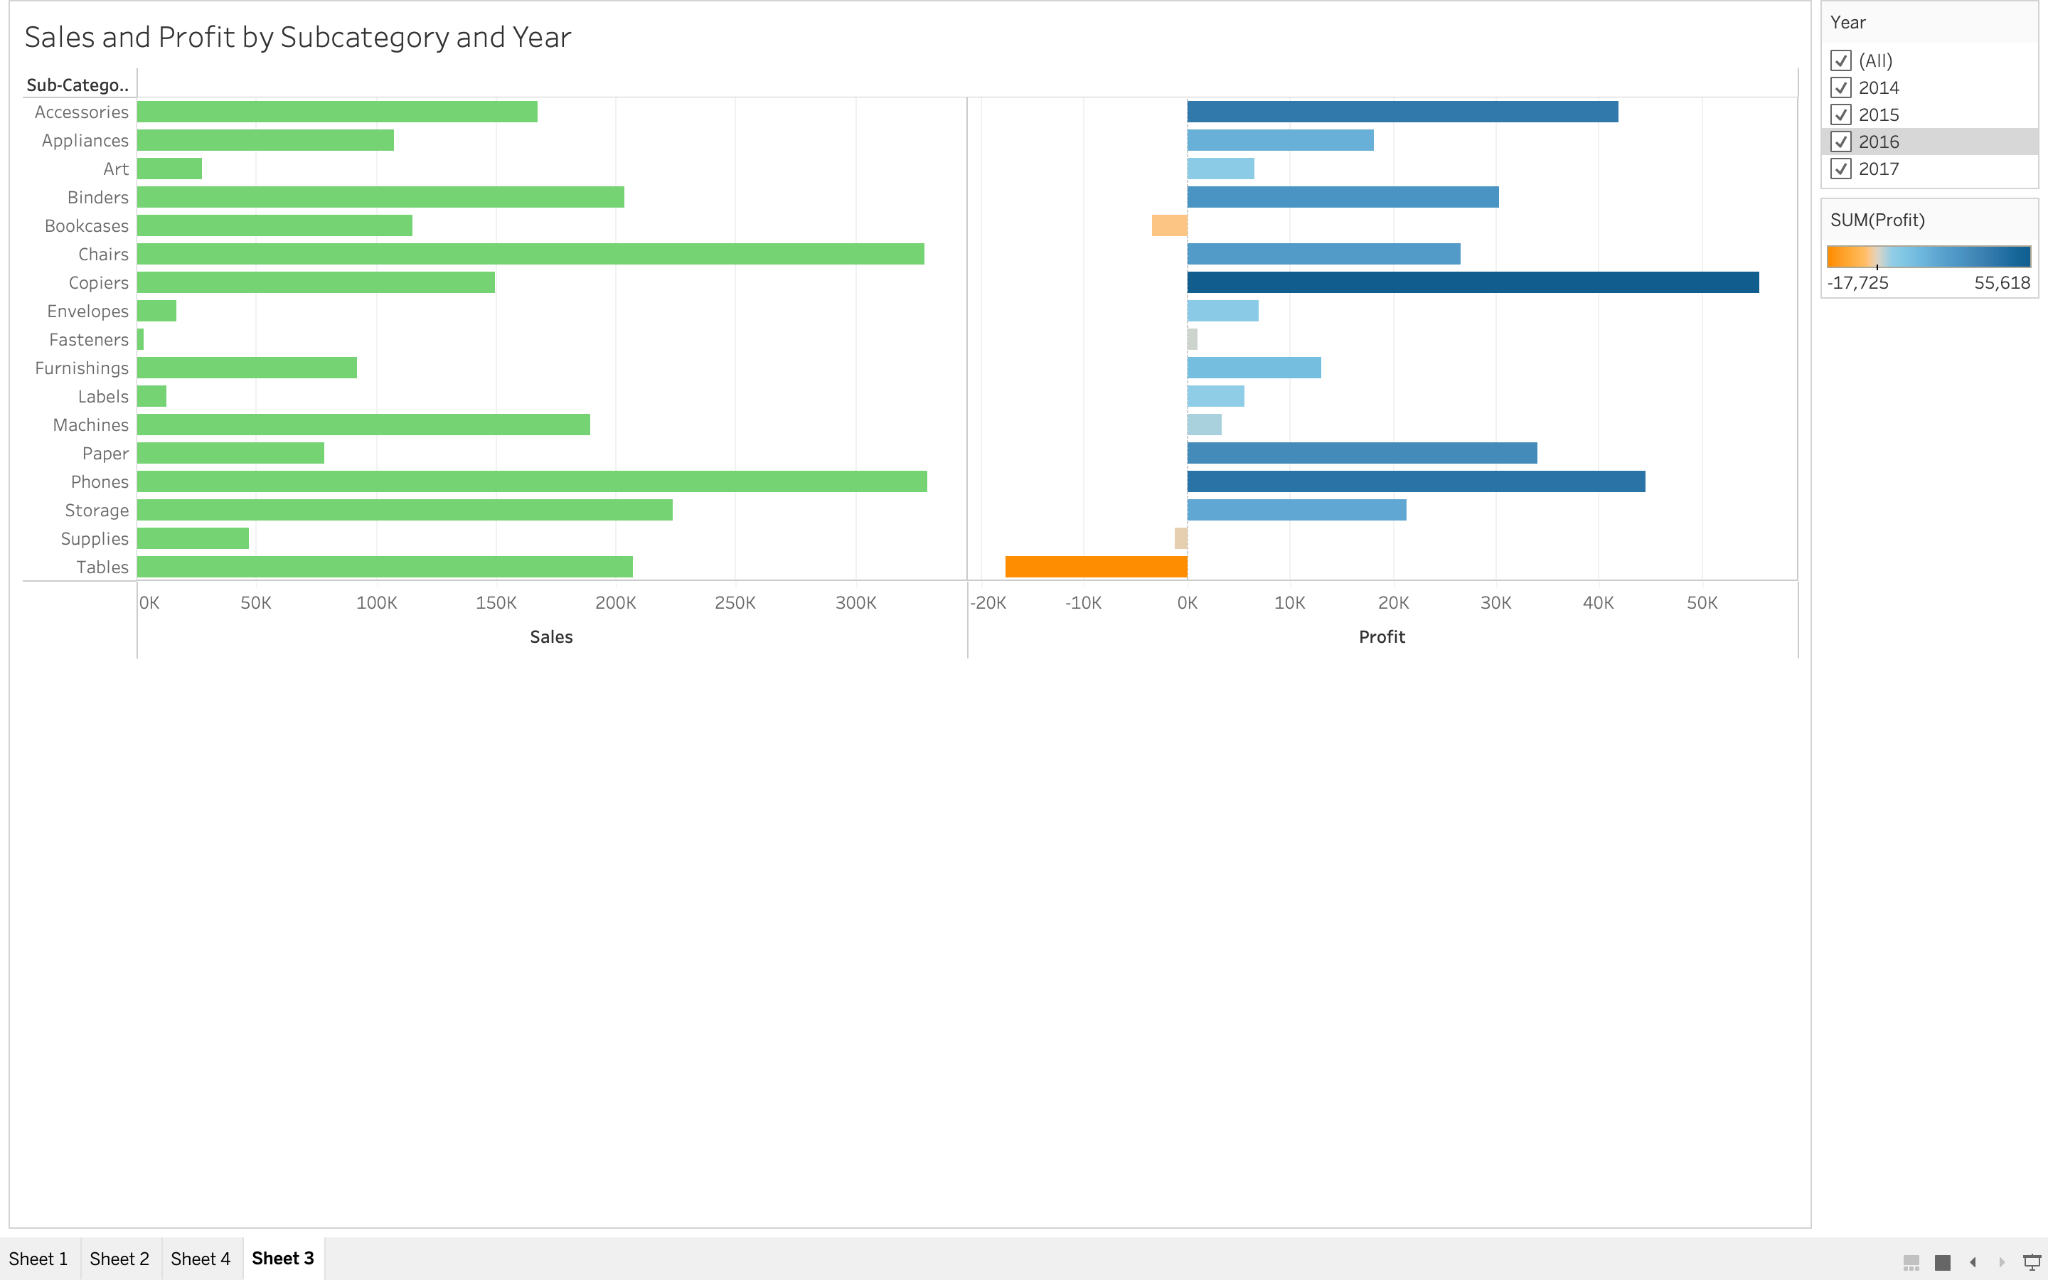 Sales and Profit by Subcategory and Year
Sub-Catego..
Accessories
Appliances
Art
Binders
Bookcases
Chairs
Copiers
Envelopes
Fasteners
Furnishings
Labels
Machines
Paper
Phones
Storage
Supplies
Tables
0K 50K 100K 150K 200K 250K 300K -20K -10K 0K 10K 20K 30K 40K 50K
Sales Profit
Year
(All)
2014
2015
2016
2017
SUM(Profit)
-17,725 55,618
Sheet 1 Sheet 2 Sheet 4 Sheet 3